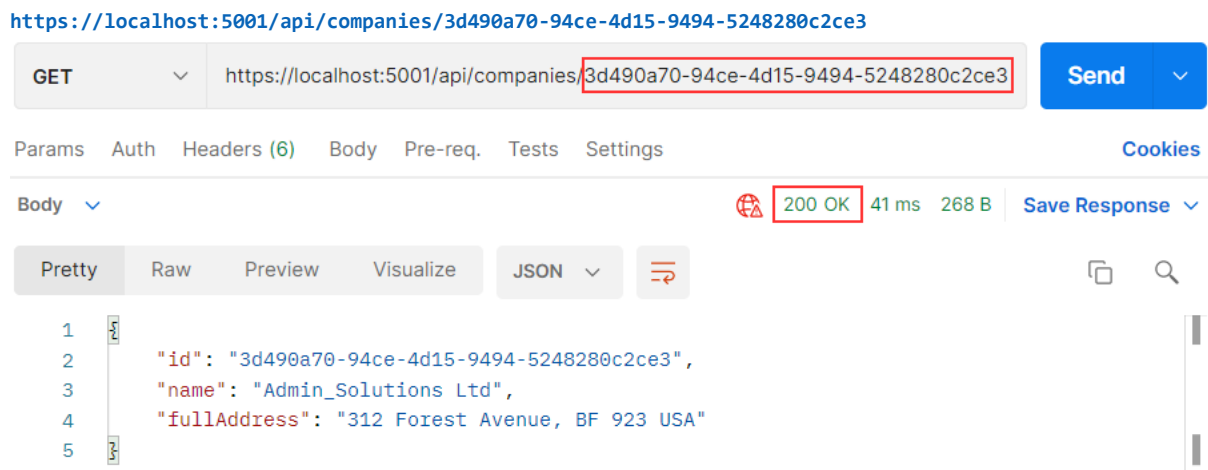 https://localhost:5001/api/companies/3d490a70-94ce-4d15-9494-5248280c2ce3
GET https://localhost:5001/api/companies/3d490a70-94ce-4d15-9494-5248280c2ce3 Send
Params Auth Headers (6) Body Pre-req. Tests Settings Cookies
Body 200 OK 41 ms 268 B Save Response
Pretty Raw Preview Visualize JSON
1 {
2 "id": "3d490a70-94ce-4d15-9494-5248280c2ce3",
3 "name": "Admin_Solutions Ltd",
4 "fullAddress": "312 Forest Avenue, BF 923 USA"
5 }